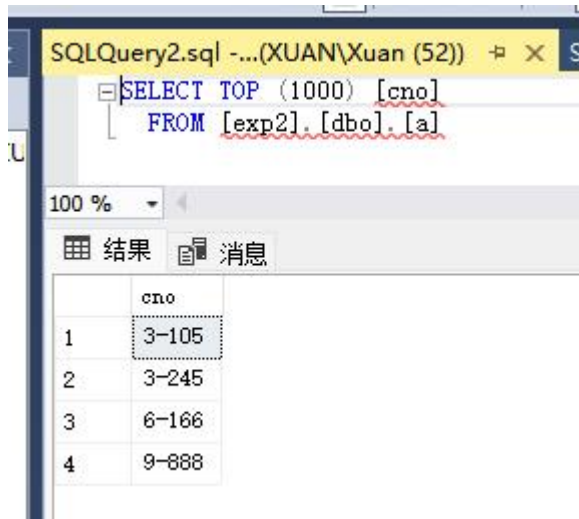 SQLQuery2.sql -...(XUAN\Xuan (52))
SELECT TOP (1000) [cno]
FROM [exp2].[dbo].[a]
100 %
结果 消息
cno
1 3-105
2 3-245
3 6-166
4 9-888